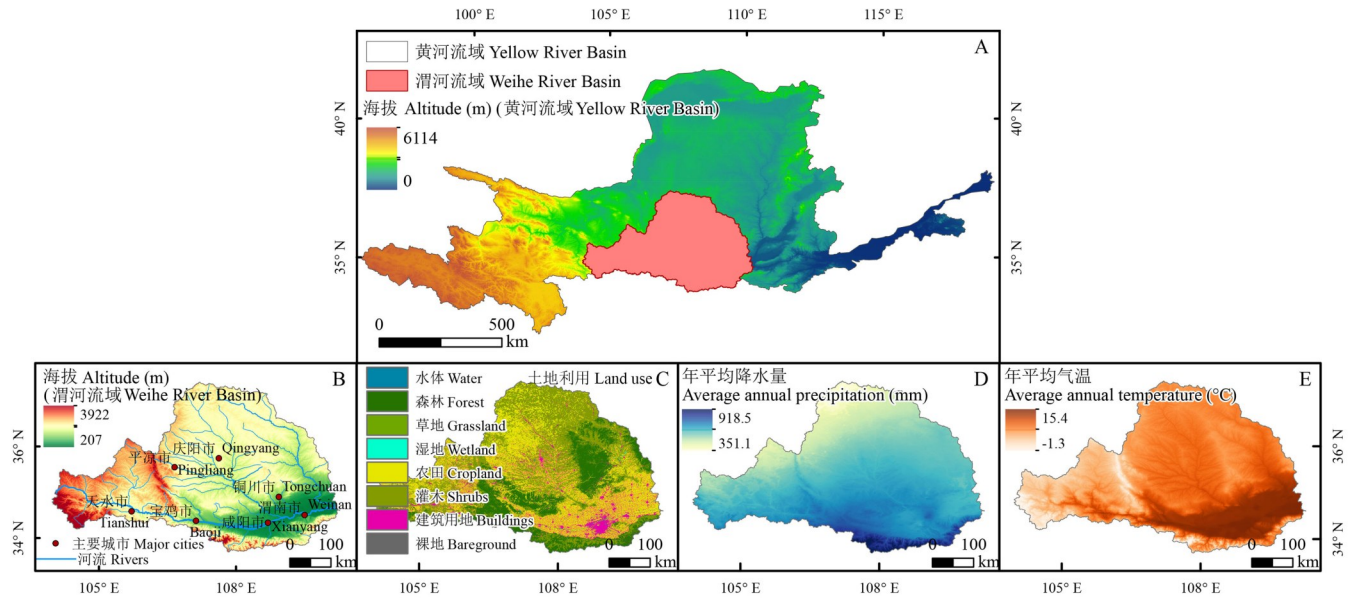 100° E 105° E 110° E 115° E
A
黄河流域 Yellow River Basin
渭河流域 Weihe River Basin
海拔 Altitude (m) (黄河流域 Yellow River Basin)
6114
0
40° N
35° N
40° N
35° N
0 500
km
B
海拔 Altitude (m)
(渭河流域 Weihe River Basin)
3922
207
庆阳市 Qingyang
平凉市
Pingliang
铜川市 Tongchuan
天水市
Tianshui
宝鸡市
Baoji
渭南市 Weinan
咸阳市
Xianyang
主要城市 Major cities
河流 Rivers
0 100
km
36° N
34° N
105° E 108° E
土地利用 Land use C
水体 Water
森林 Forest
草地 Grassland
湿地 Wetland
农田 Cropland
灌木 Shrubs
建筑用地 Buildings
裸地 Bareground
0 100
km
105° E 108° E
年平均降水量 D
Average annual precipitation (mm)
918.5
351.1
0 100
km
105° E 108° E
年平均气温 E
Average annual temperature (°C)
15.4
-1.3
0 100
km
36° N
34° N
105° E 108° E